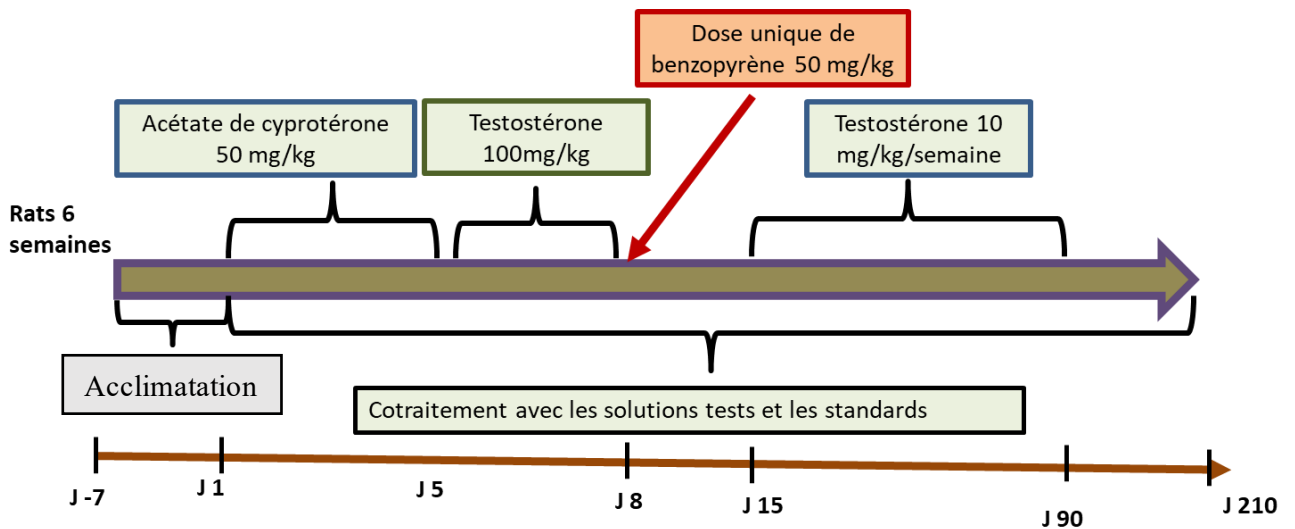 Dose unique de
benzopyrène 50 mg/kg
Acétate de cyprotérone
50 mg/kg
Testostérone
100mg/kg
Testostérone 10
mg/kg/semaine
Rats 6
semaines
Acclimatation
Cotraitement avec les solutions tests et les standards
J -7
J 1
J 5
J 8
J 15
J 90
J 210